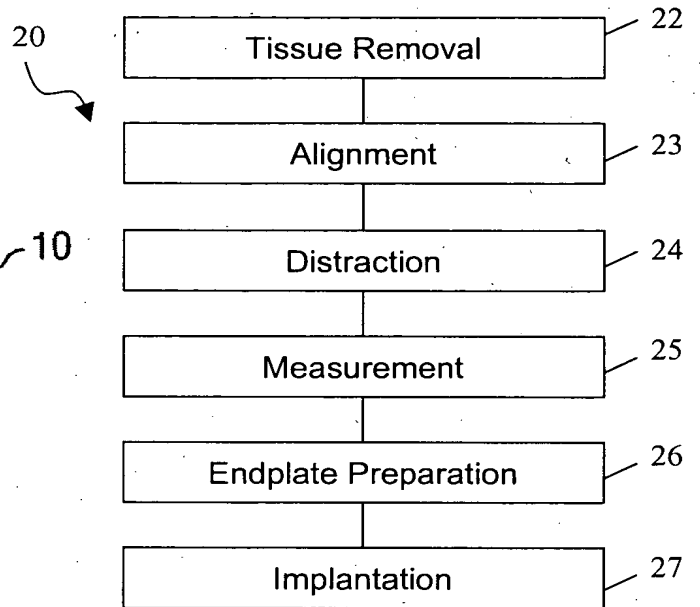 20
22
Tissue Removal
Alignment
23
10
Distraction
24
Measurement
25
Endplate Preparation
26
Implantation
27